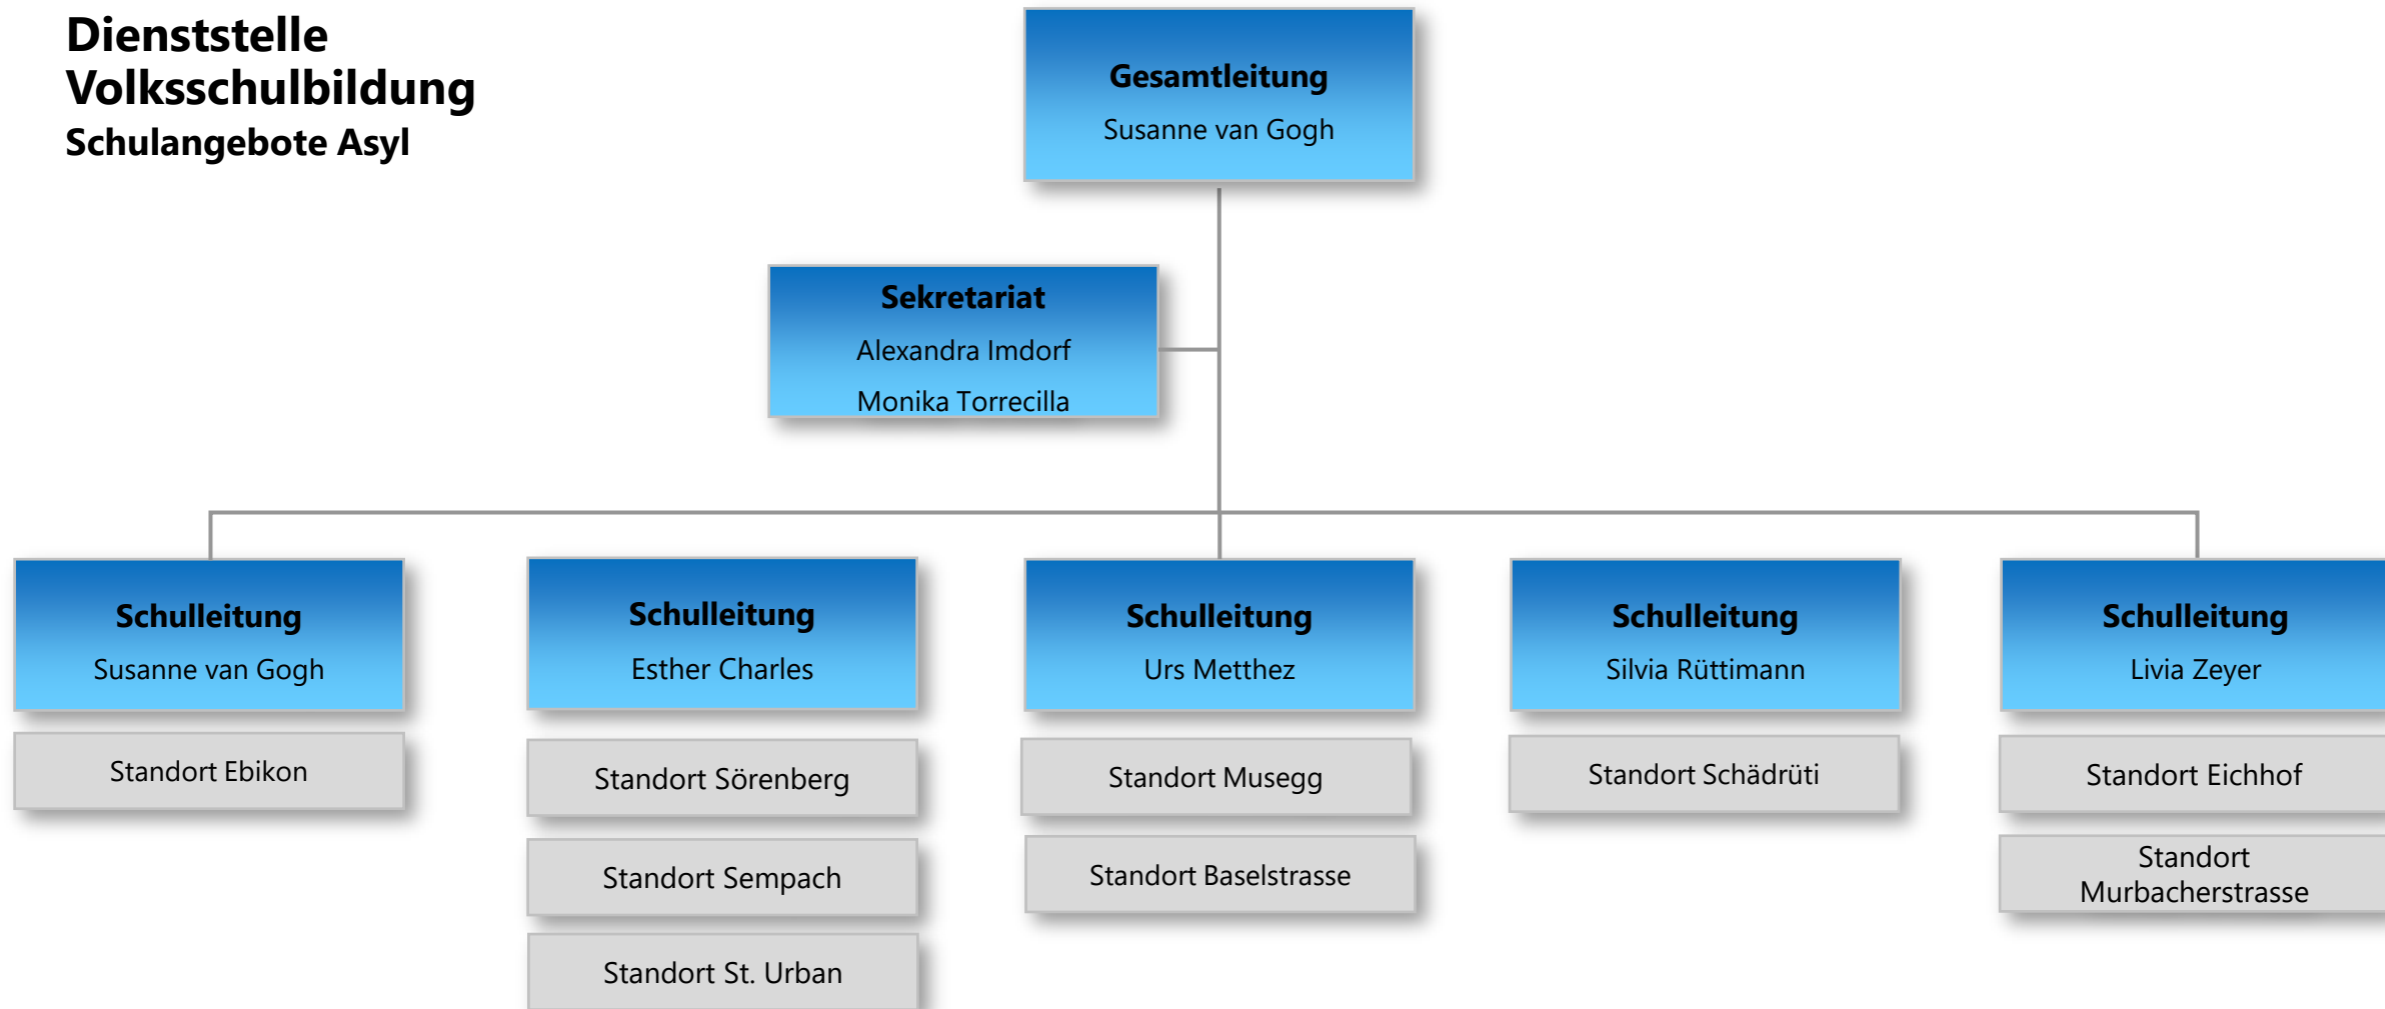 Dienststelle
Volksschulbildung
Schulangebote Asyl
Gesamtleitung
Susanne van Gogh
Sekretariat
Alexandra Imdorf
Monika Torrecilla
Schulleitung
Susanne van Gogh
Standort Ebikon
Schulleitung
Esther Charles
Standort Sörenberg
Standort Sempach
Standort St. Urban
Schulleitung
Urs Metthez
Standort Musegg
Standort Baselstrasse
Schulleitung
Silvia Rüttimann
Standort Schädrüti
Schulleitung
Livia Zeyer
Standort Eichhof
Standort
Murbacherstrasse